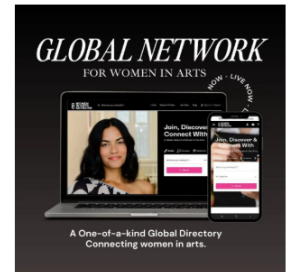 GLOBAL NETWORK
FOR WOMEN IN ARTS
NOW - LIVE NOW -
Join, Discover
Connect With
Join, Discover &
Connect With
A One-of-a-kind Global Directory
Connecting women in arts.